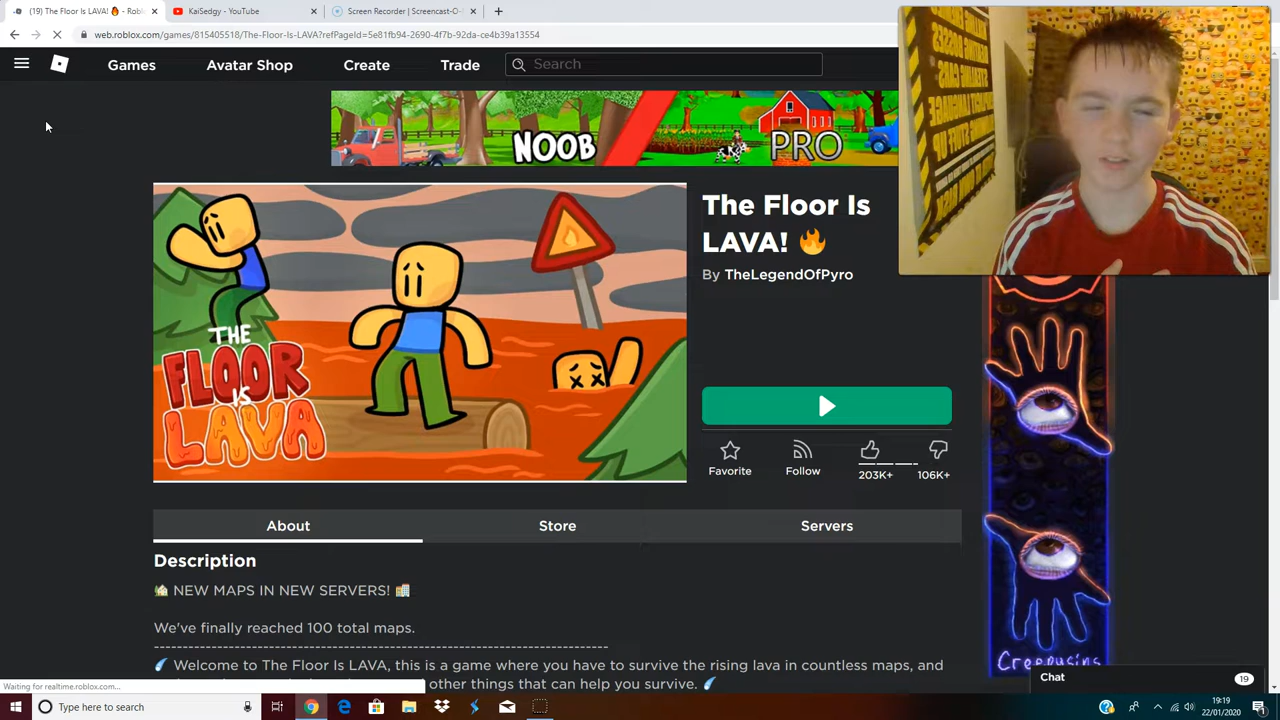 (19) The Floor Is LAVA! 🔥 - Rob
KaiSedgy - YouTube
Screen Recorder | Screencast-O-
web.roblox.com/games/815405518/The-Floor-Is-LAVA?refPageId=5e81fb94-2690-4f7b-92da-ce4b39a13554
Games
Avatar Shop
Create
Trade
Search
NOOB
PRO
THE
FLOOR
IS
LAVA
The Floor Is
LAVA! 🔥
By TheLegendOfPyro
Favorite
Follow
203K+
106K+
About
Store
Servers
Description
🏡 NEW MAPS IN NEW SERVERS! 🏙️
We've finally reached 100 total maps.
--------------------------------------------------------------------------
☄️ Welcome to The Floor Is LAVA, this is a game where you have to survive the rising lava in countless maps, and
other things that can help you survive. ☄️
Creepusins
Chat
19
Waiting for realtime.roblox.com...
Type here to search
19:19
22/01/2020